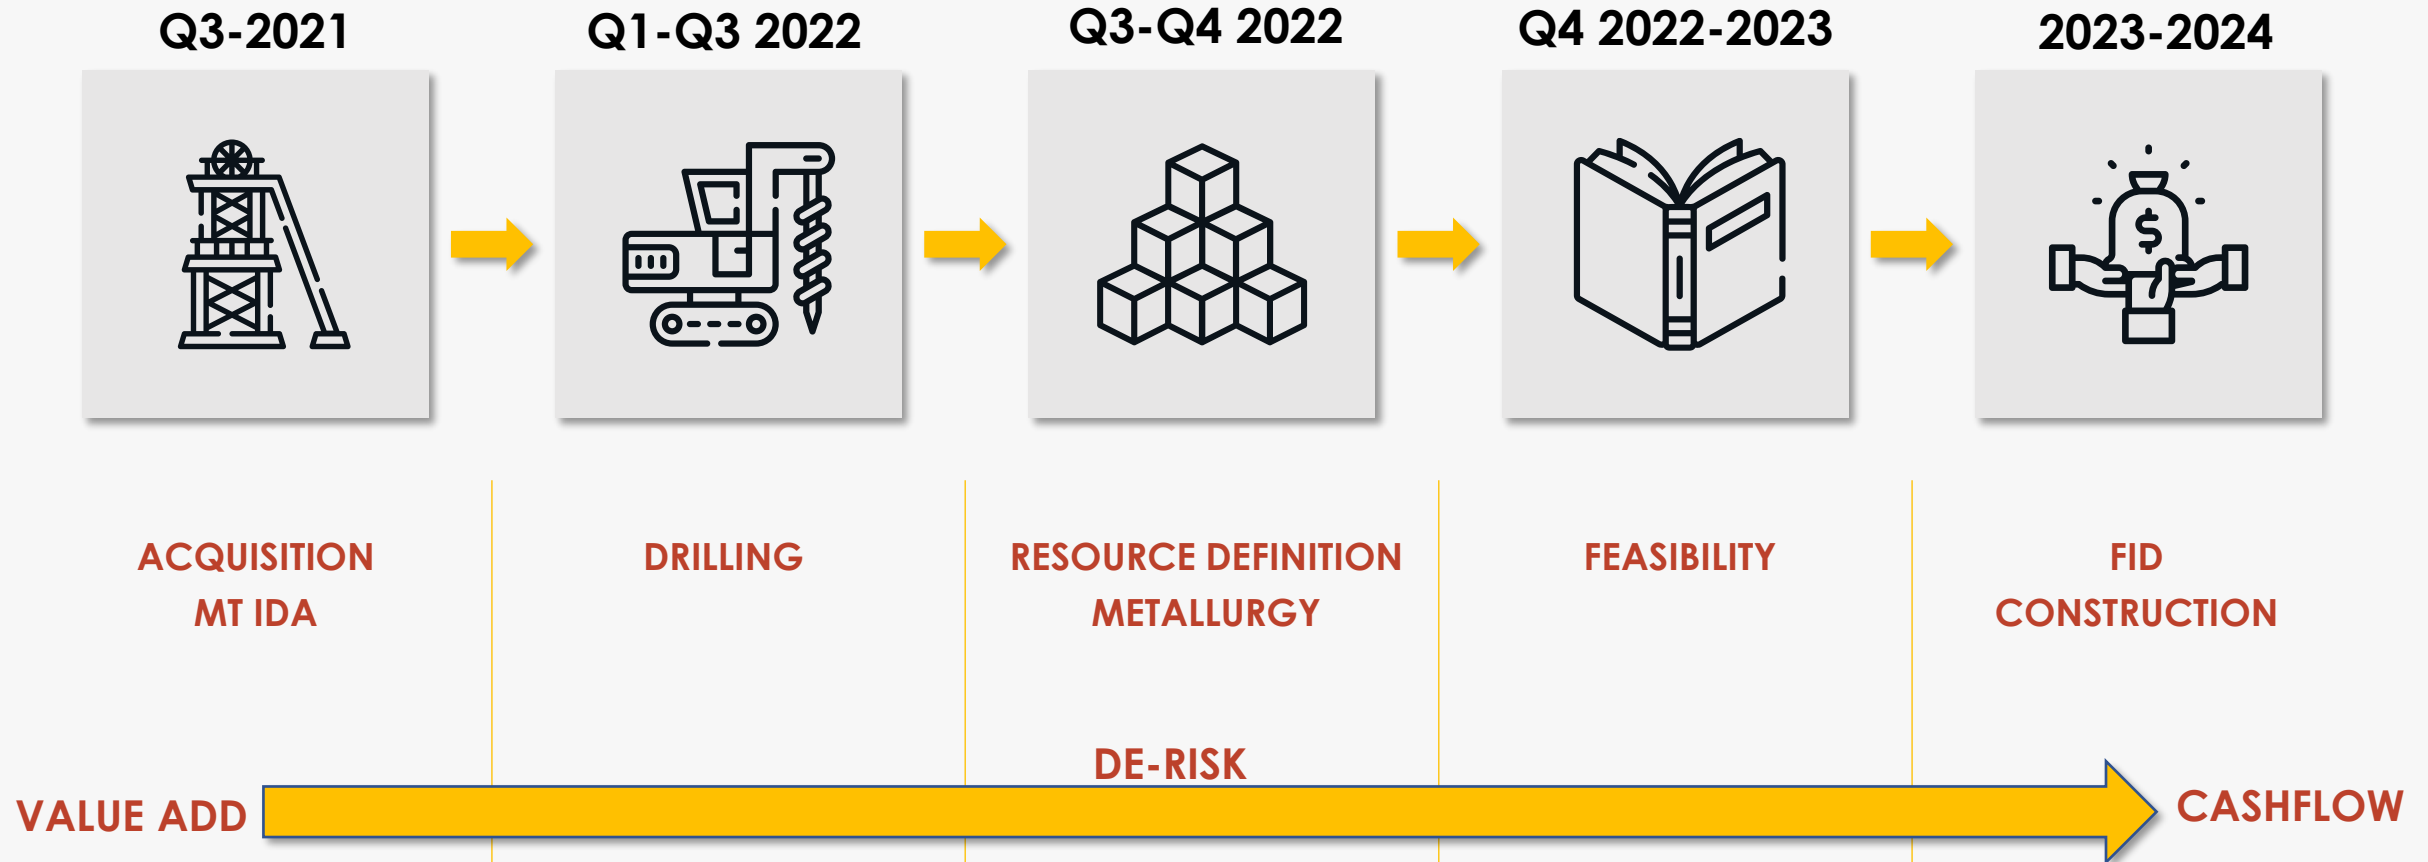 Q3-2021
Q1-Q3 2022
Q3-Q4 2022
Q4 2022-2023
2023-2024
$
ACQUISITION
MT IDA
DRILLING
RESOURCE DEFINITION
METALLURGY
FEASIBILITY
FID
CONSTRUCTION
DE-RISK
VALUE ADD
CASHFLOW